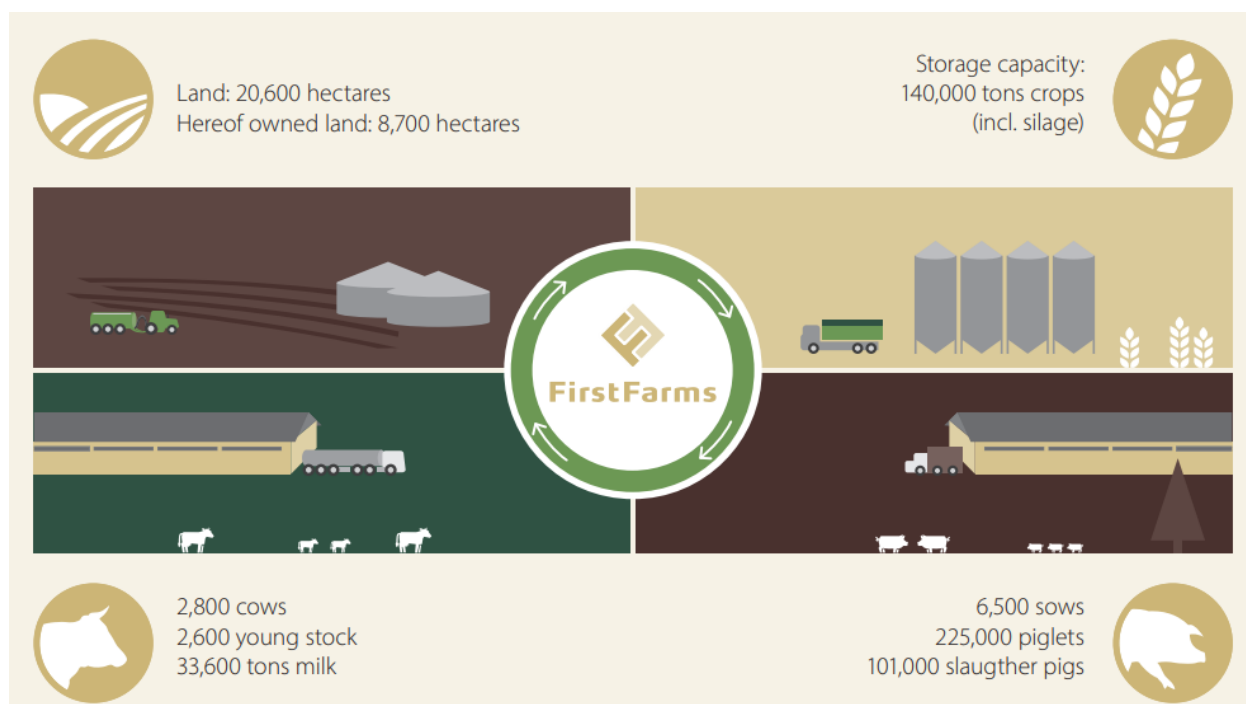 Land: 20,600 hectares
Hereof owned land: 8,700 hectares
Storage capacity:
140,000 tons crops
(incl. silage)
FirstFarms
2,800 cows
2,600 young stock
33,600 tons milk
6,500 sows
225,000 piglets
101,000 slaugther pigs